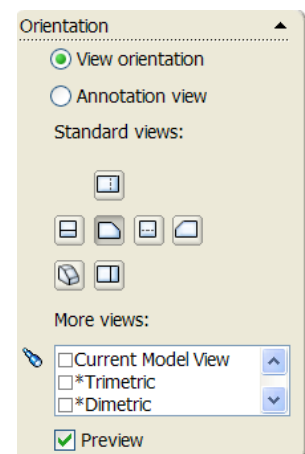 Orientation
View orientation
Annotation view
Standard views:
More views:
Current Model View
*Trimetric
*Dimetric
Preview